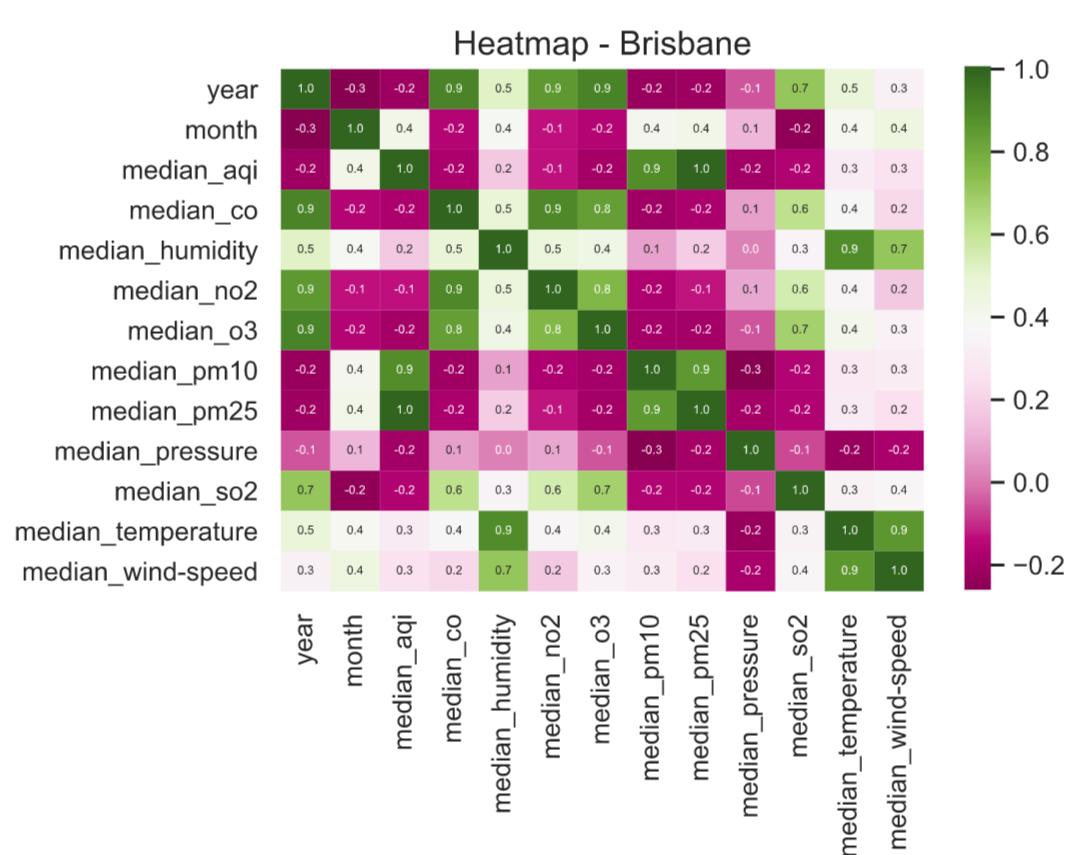 Heatmap - Brisbane
year 1.0 -0.3 -0.2 0.9 0.5 0.9 0.9 -0.2 -0.2 -0.1 0.7 0.5 0.3
month -0.3 1.0 0.4 -0.2 0.4 -0.1 -0.2 0.4 0.4 0.1 -0.2 0.4 0.4
median_aqi -0.2 0.4 1.0 -0.2 0.2 -0.1 -0.2 0.9 1.0 -0.2 -0.2 0.3 0.3
median_co 0.9 -0.2 -0.2 1.0 0.5 0.9 0.8 -0.2 -0.2 0.1 0.6 0.4 0.2
median_humidity 0.5 0.4 0.2 0.5 1.0 0.5 0.4 0.1 0.2 0.0 0.3 0.9 0.7
median_no2 0.9 -0.1 -0.1 0.9 0.5 1.0 0.8 -0.2 -0.1 0.1 0.6 0.4 0.2
median_o3 0.9 -0.2 -0.2 0.8 0.4 0.8 1.0 -0.2 -0.2 -0.1 0.7 0.4 0.3
median_pm10 -0.2 0.4 0.9 -0.2 0.1 -0.2 -0.2 1.0 0.9 -0.3 -0.2 0.3 0.3
median_pm25 -0.2 0.4 1.0 -0.2 0.2 -0.1 -0.2 0.9 1.0 -0.2 -0.2 0.3 0.2
median_pressure -0.1 0.1 -0.2 0.1 0.0 0.1 -0.1 -0.3 -0.2 1.0 -0.1 -0.2 -0.2
median_so2 0.7 -0.2 -0.2 0.6 0.3 0.6 0.7 -0.2 -0.2 -0.1 1.0 0.3 0.4
median_temperature 0.5 0.4 0.3 0.4 0.9 0.4 0.4 0.3 0.3 -0.2 0.3 1.0 0.9
median_wind-speed 0.3 0.4 0.3 0.2 0.7 0.2 0.3 0.3 0.2 -0.2 0.4 0.9 1.0
year
month
median_aqi
median_co
median_humidity
median_no2
median_o3
median_pm10
median_pm25
median_pressure
median_so2
median_temperature
median_wind-speed
1.0
0.8
0.6
0.4
0.2
0.0
−0.2